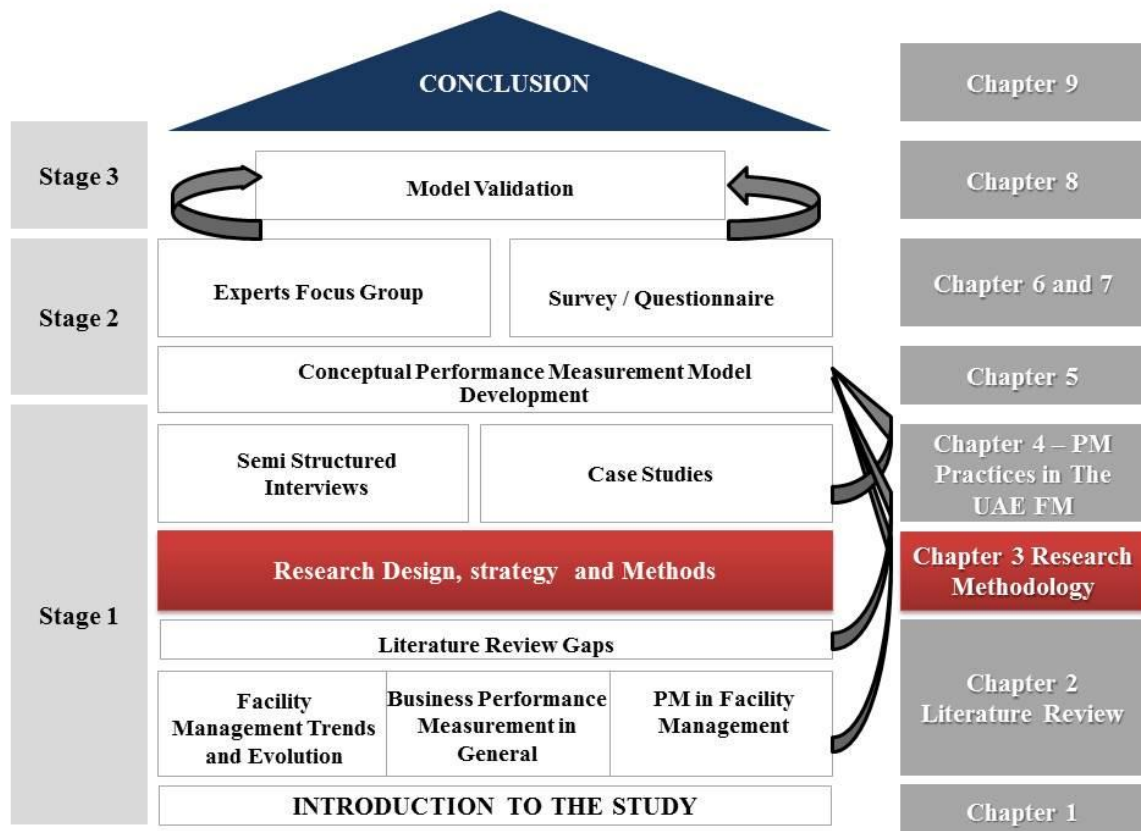 CONCLUSION
Chapter 9
Stage 3
Model Validation
Chapter 8
Stage 2
Experts Focus Group
Survey / Questionnaire
Chapter 6 and 7
Conceptual Performance Measurement Model
Development
Chapter 5
Stage 1
Semi Structured
Interviews
Case Studies
Chapter 4 – PM
Practices in The
UAE FM
Research Design, strategy and Methods
Chapter 3 Research
Methodology
Literature Review Gaps
Facility
Management Trends
and Evolution
Business Performance
Measurement in
General
PM in Facility
Management
Chapter 2
Literature Review
INTRODUCTION TO THE STUDY
Chapter 1